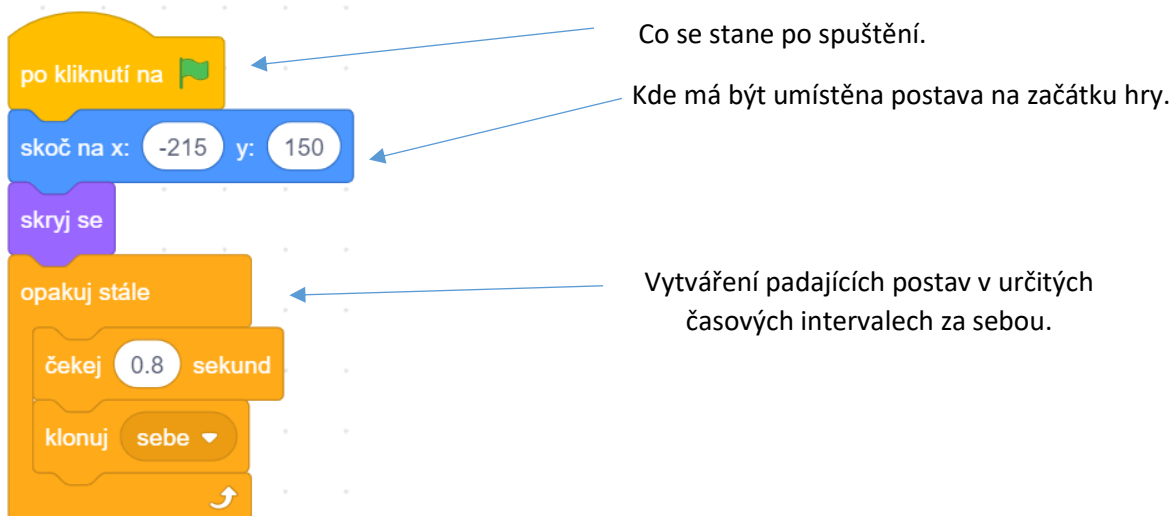 Co se stane po spuštění.
po kliknutí na
Kde má být umístěna postava na začátku hry.
skoč na x: -215 y: 150
skryj se
opakuj stále
Vytváření padajících postav v určitých
časových intervalech za sebou.
čekej 0.8 sekund
klonuj sebe